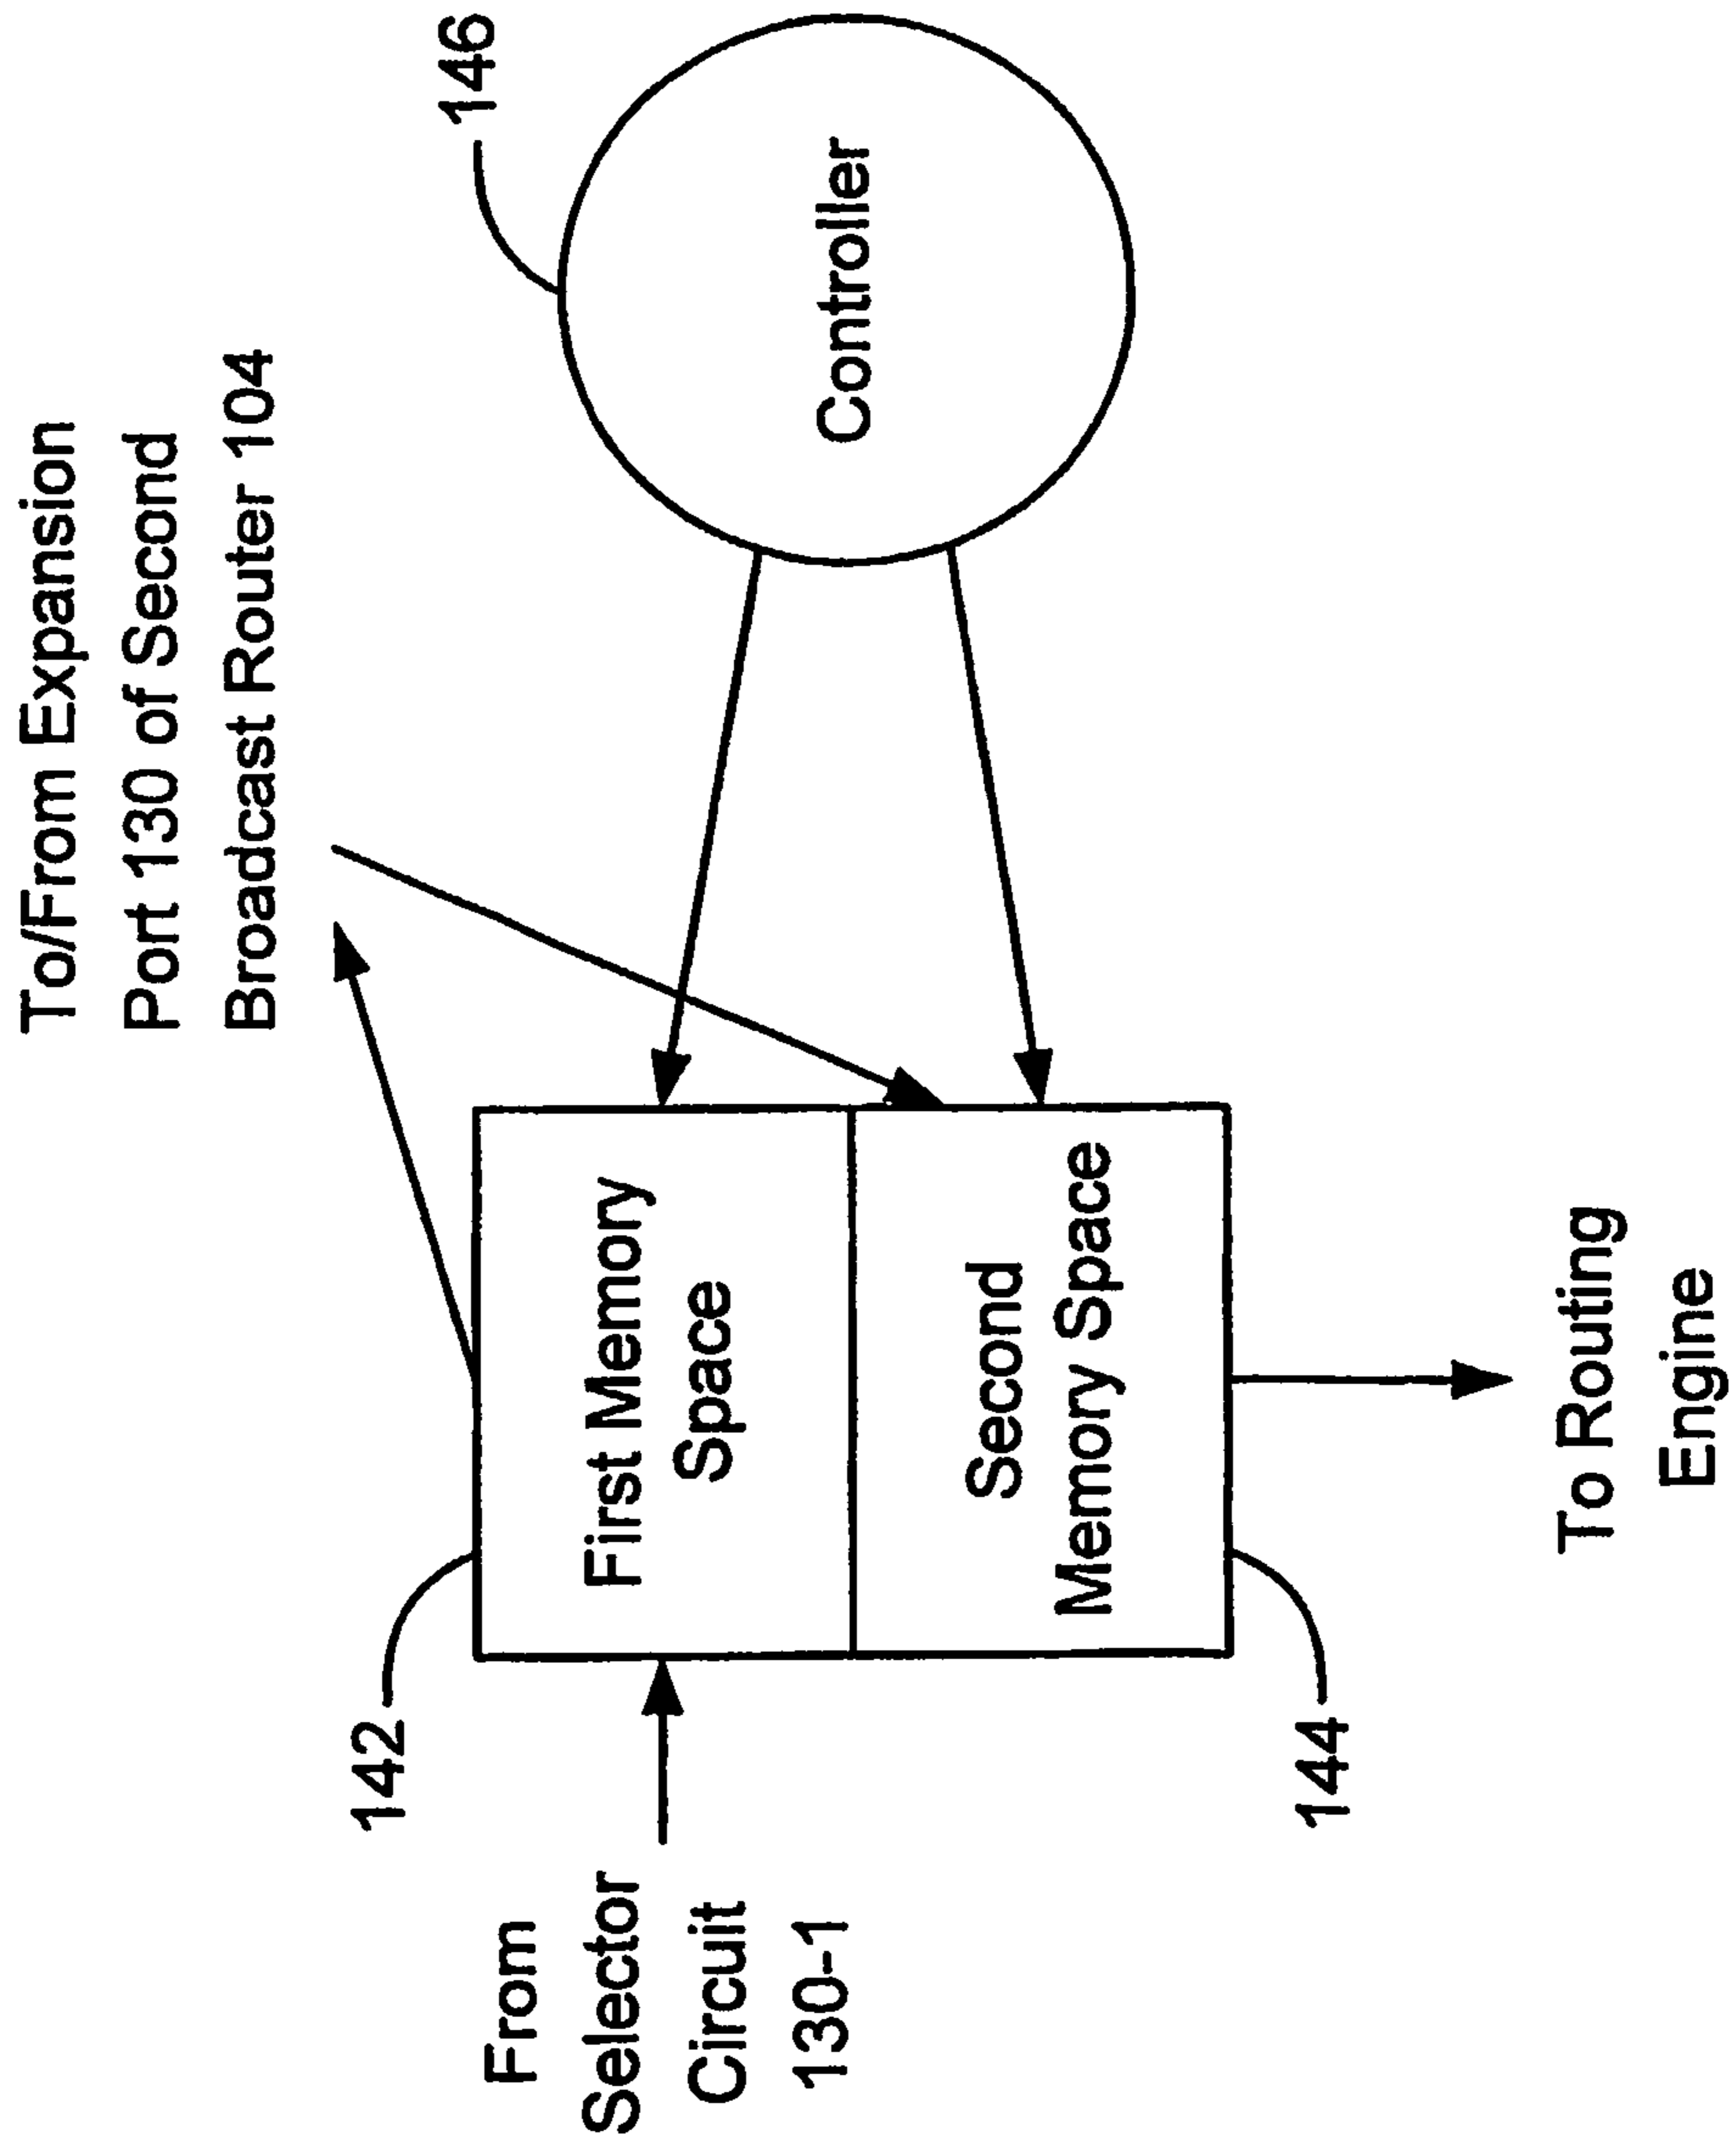 To/From Expansion
Port 130 of Second
Broadcast Router 104
142
146
From
Selector
Circuit
130-1
First Memory
Space
Second
Memory Space
Controller
144
To Routing
Engine